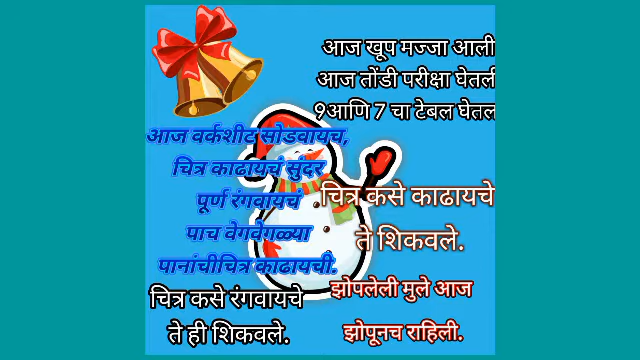 आज खूप मज्जा आली
आज तोंडी परीक्षा घेतली
9आणि 7 चा टेबल घेतल
आज वर्कशीट सोडवायच,
चित्र काढायचं सुंदर
पूर्ण रंगवायचं
पाच वेगवेगळ्या
पानांचीचित्र काढायची.
चित्र कसे काढायचे
ते शिकवले.
चित्र कसे रंगवायचे
ते ही शिकवले.
झोपलेली मुले आज
झोपूनच राहिली.